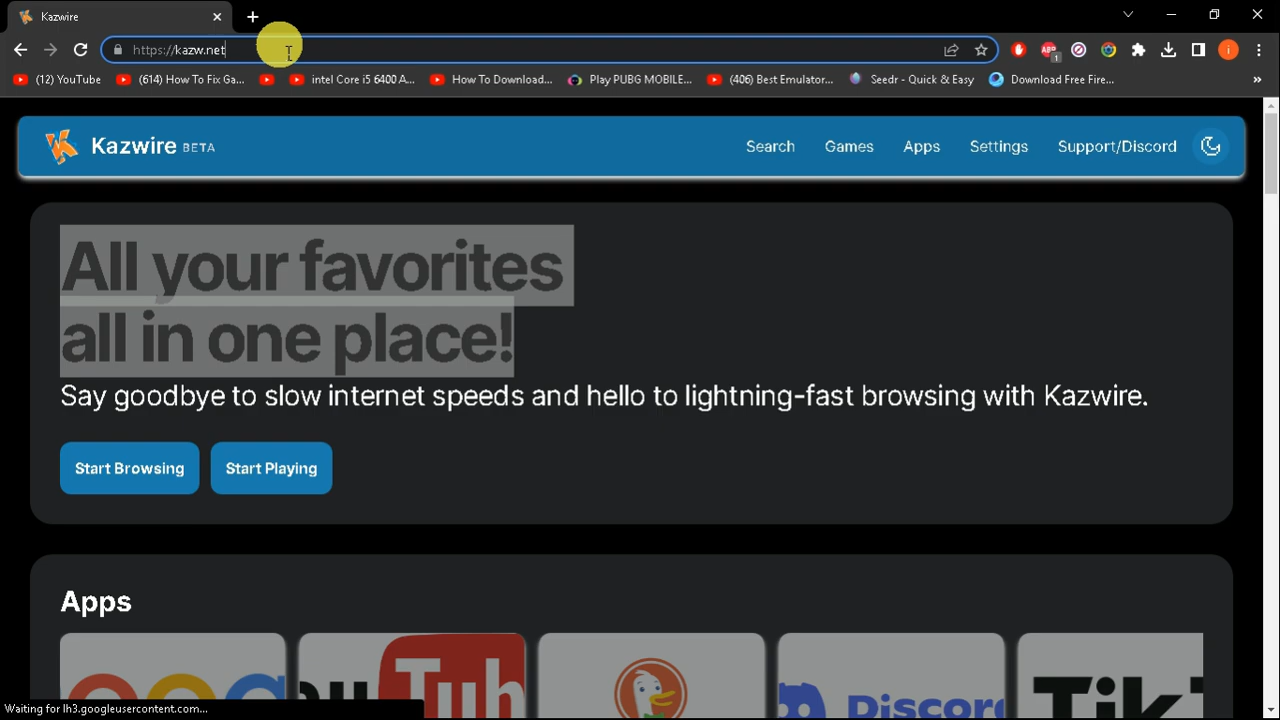 Kazwire
https://kazw.net
ABP
1
i
(12) YouTube
(614) How To Fix Ga...
intel Core i5 6400 A...
How To Download...
Play PUBG MOBILE...
(406) Best Emulator...
Seedr - Quick & Easy
Download Free Fire...
»
Kazwire BETA
Search
Games
Apps
Settings
Support/Discord
All your favorites
all in one place!
Say goodbye to slow internet speeds and hello to lightning-fast browsing with Kazwire.
Start Browsing
Start Playing
Apps
Discord
Waiting for lh3.googleusercontent.com...